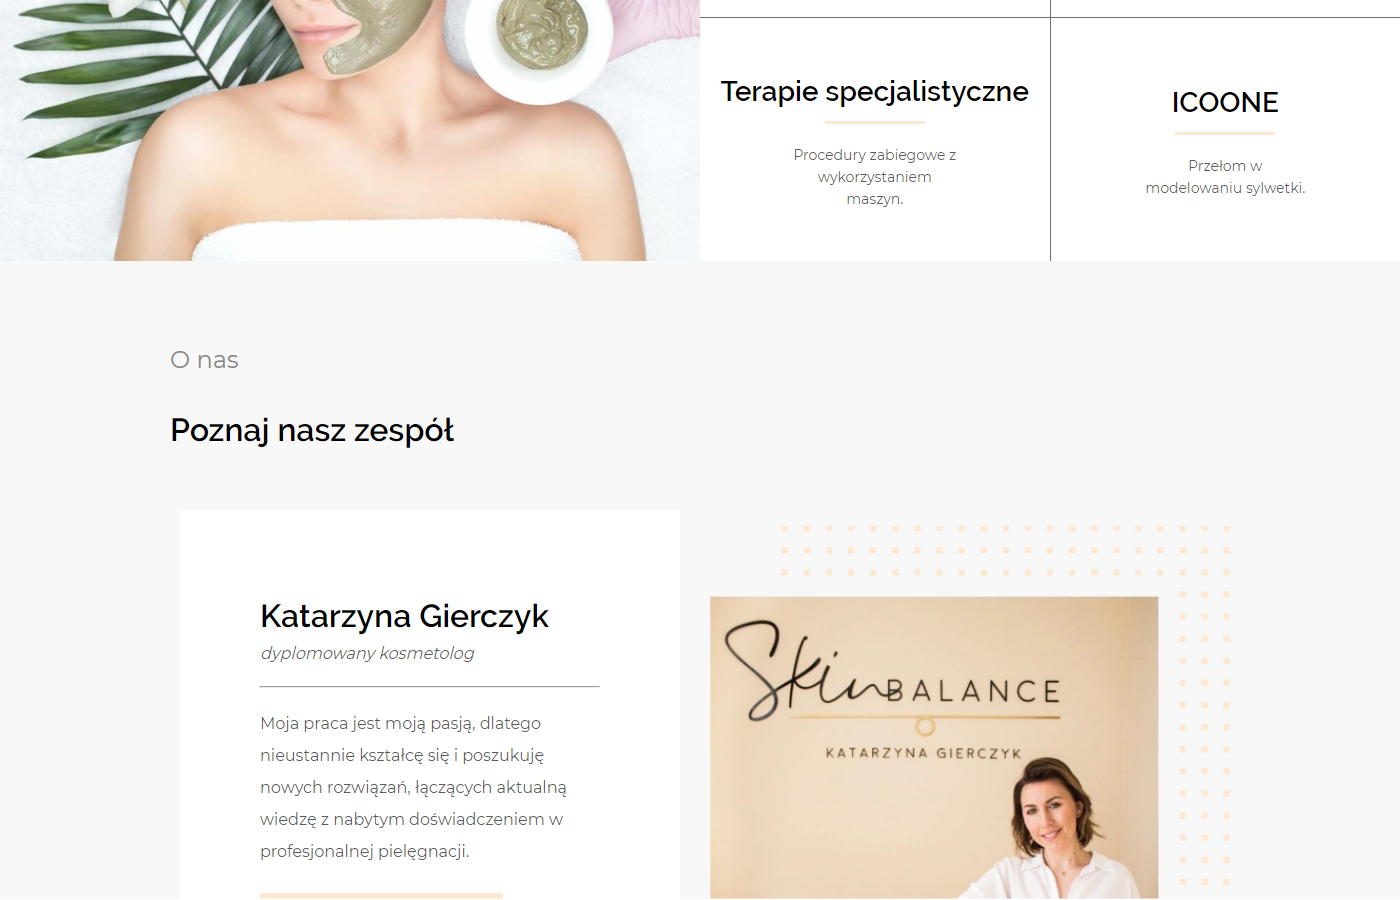 Terapie specjalistyczne
Procedury zabiegowe z
wykorzystaniem
maszyn.
ICOONE
Przełom w
modelowaniu sylwetki.
O nas
Poznaj nasz zespół
Katarzyna Gierczyk
dyplomowany kosmetolog
Moja praca jest moją pasją, dlatego
nieustannie kształcę się i poszukuję
nowych rozwiązań, łączących aktualną
wiedzę z nabytym doświadczeniem w
profesjonalnej pielęgnacji.
Skin BALANCE
KATARZYNA GIERCZYK